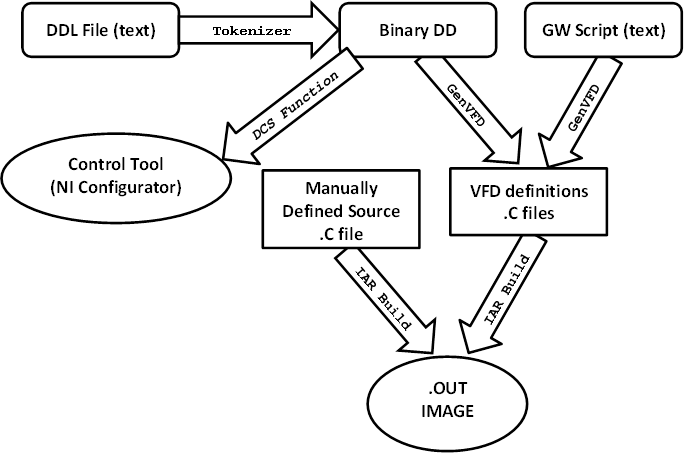 DDL File (text)
Tokenizer
Binary DD
GW Script (text)
DCS Function
GenVFD
GenVFD
Control Tool
(NI Configurator)
Manually
Defined Source
.C file
VFD definitions
.C files
IAR Build
IAR Build
.OUT
IMAGE